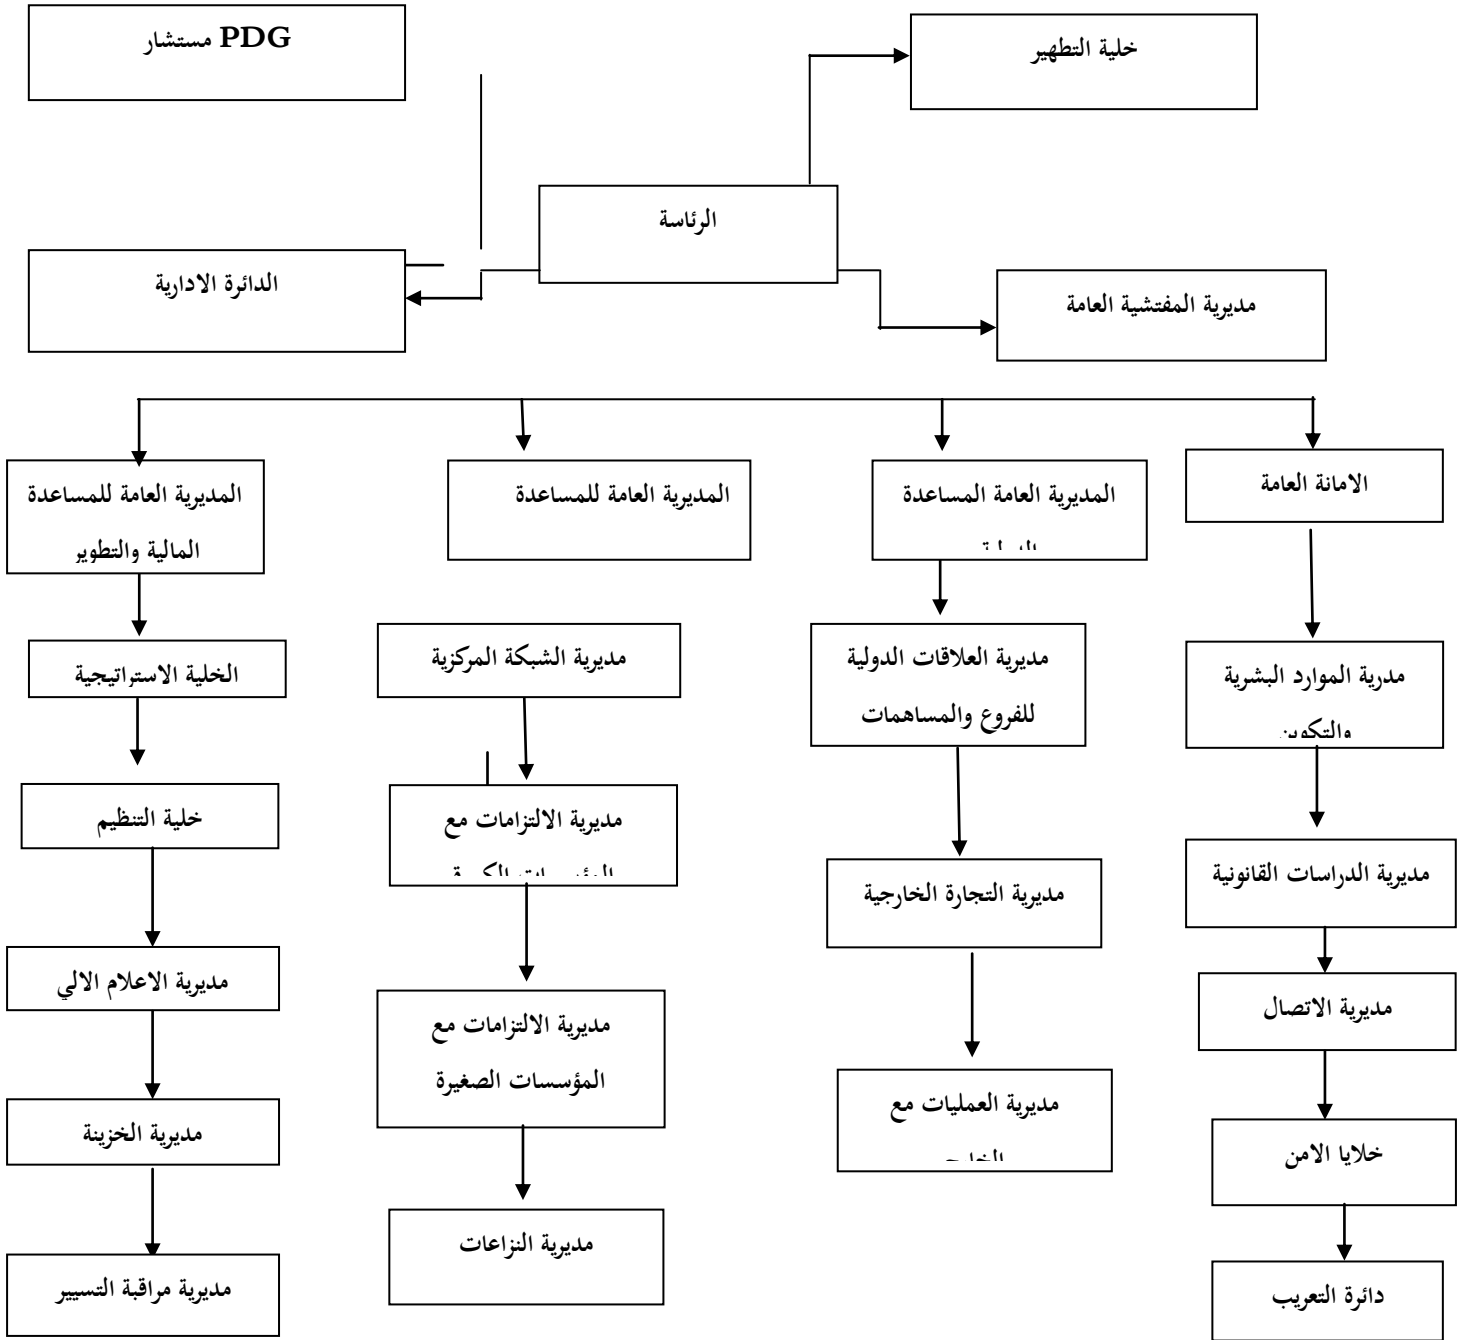 مستشار PDG
خلية التطهير
الرئاسة
الدائرة الادارية
مديرية المفتشية العامة
الامانة العامة
المديرية العامة المساعدة
المديرية العامة للمساعدة
المديرية العامة للمساعدة
المالية والتطوير
مدرية الموارد البشرية
والتكوين
مديرية العلاقات الدولية
للفروع والمساهمات
مديرية الشبكة المركزية
الخلية الاستراتيجية
مديرية الدراسات القانونية
مديرية التجارة الخارجية
مديرية الالتزامات مع
خلية التنظيم
مديرية الاتصال
مديرية العمليات مع
مديرية الالتزامات مع
المؤسسات الصغيرة
مديرية الاعلام الالي
خلايا الامن
مديرية النزاعات
مديرية الخزينة
دائرة التعريب
مديرية مراقبة التسيير